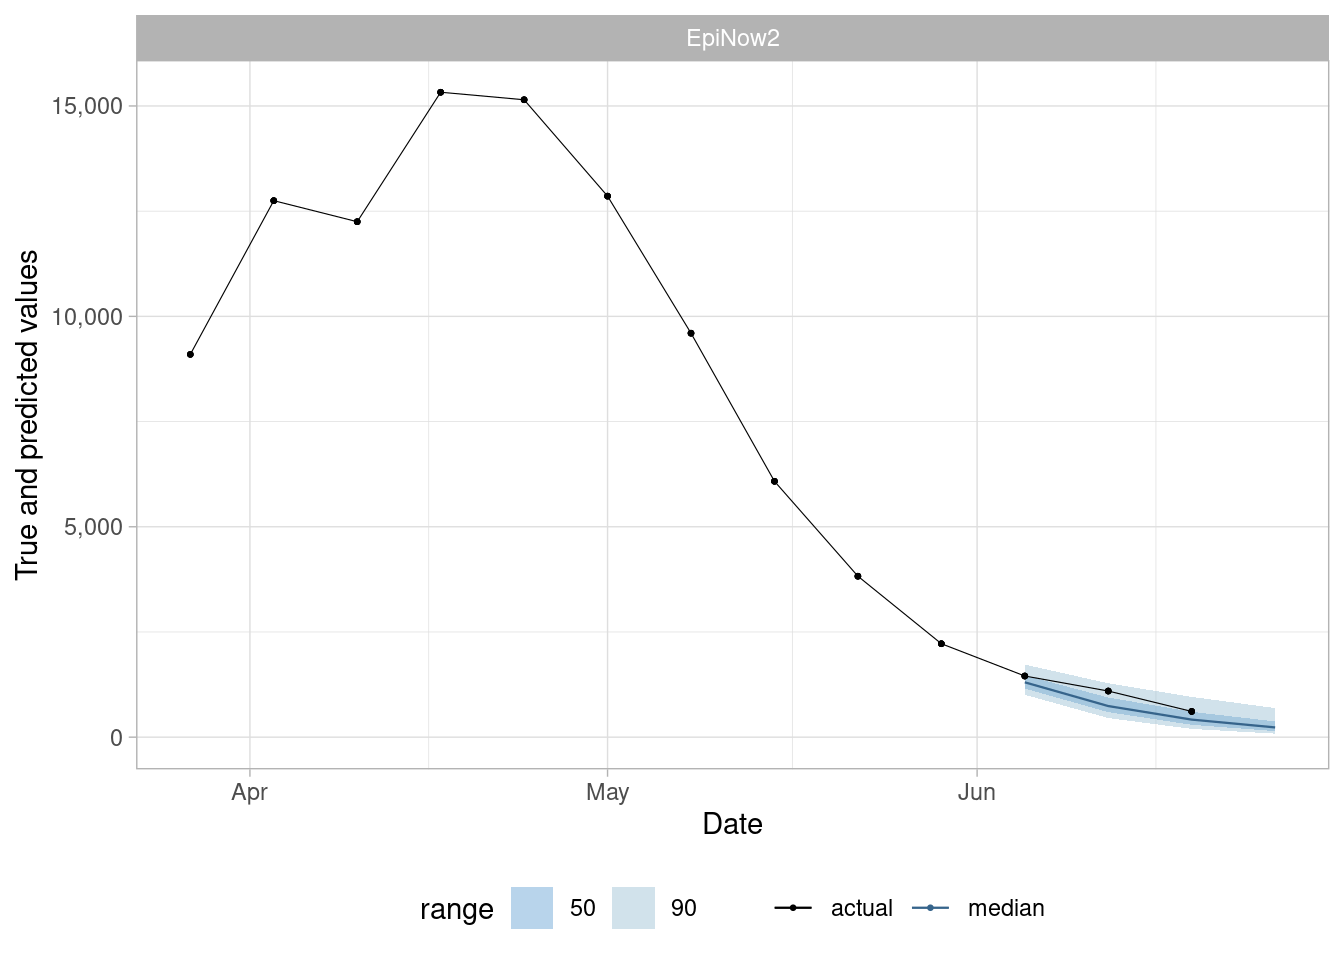 EpiNow2
15,000
10,000
5,000
0
True and predicted values
Apr May Jun
Date
range 50 90 actual median